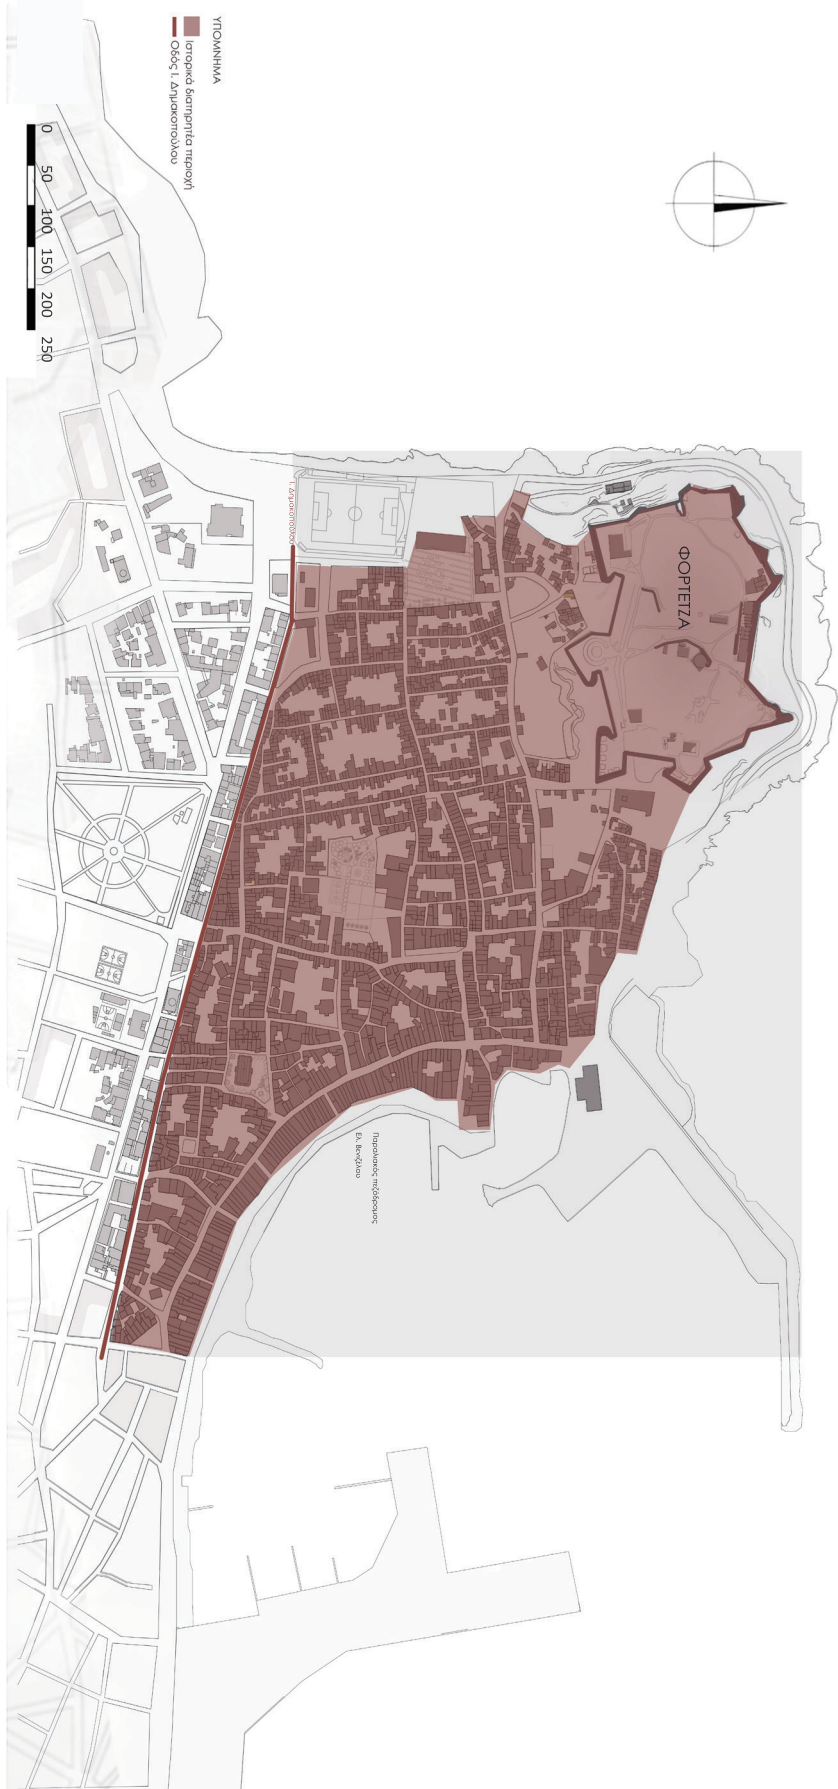 ΥΠΟΜΝΗΜΑ
Ιστορικά διατηρητέα περιοχή
Οδός Ι. Δημακοπούλου
0 50 100 150 200 250
ΦΟΡΤΕΤΖΑ
Ι. Δημακοπούλου
Παραλιακός πεζόδρομος
Ελ. Βενιζέλου